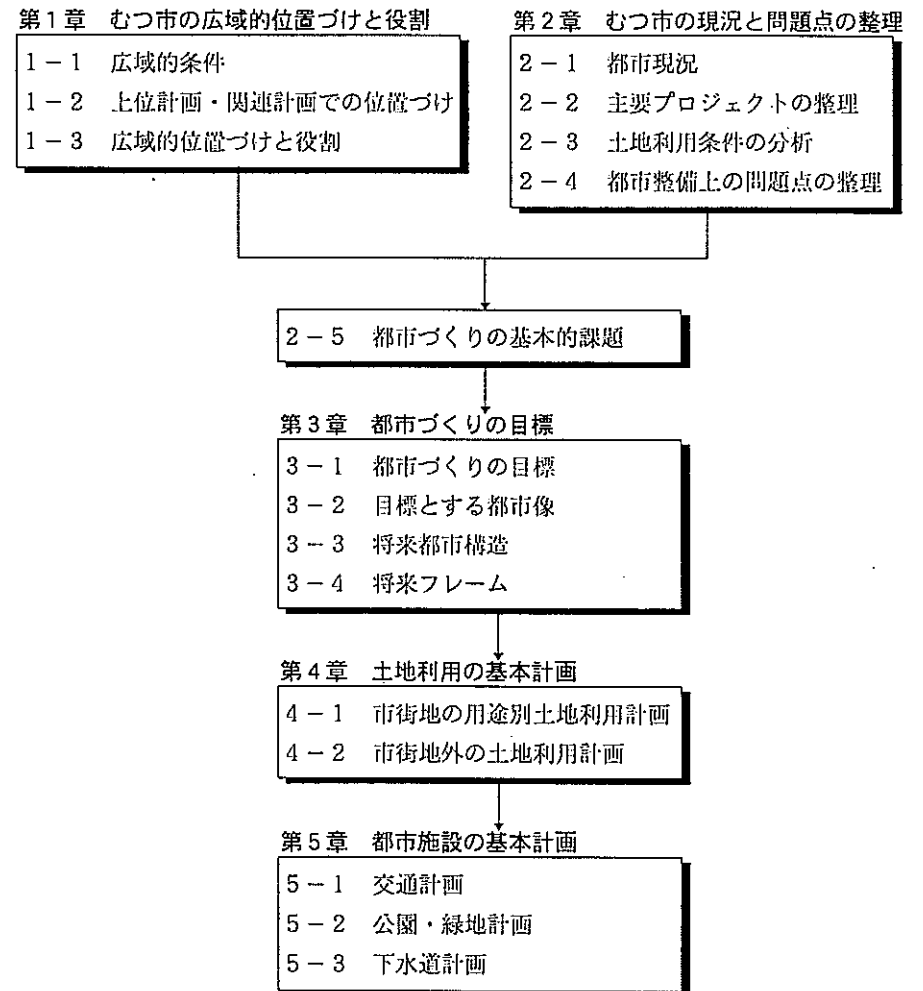 第1章　むつ市の広域的位置づけと役割
1－1　広域的条件
1－2　上位計画・関連計画での位置づけ
1－3　広域的位置づけと役割
第2章　むつ市の現況と問題点の整理
2－1　都市現況
2－2　主要プロジェクトの整理
2－3　土地利用条件の分析
2－4　都市整備上の問題点の整理
2－5　都市づくりの基本的課題
第3章　都市づくりの目標
3－1　都市づくりの目標
3－2　目標とする都市像
3－3　将来都市構造
3－4　将来フレーム
第4章　土地利用の基本計画
4－1　市街地の用途別土地利用計画
4－2　市街地外の土地利用計画
第5章　都市施設の基本計画
5－1　交通計画
5－2　公園・緑地計画
5－3　下水道計画